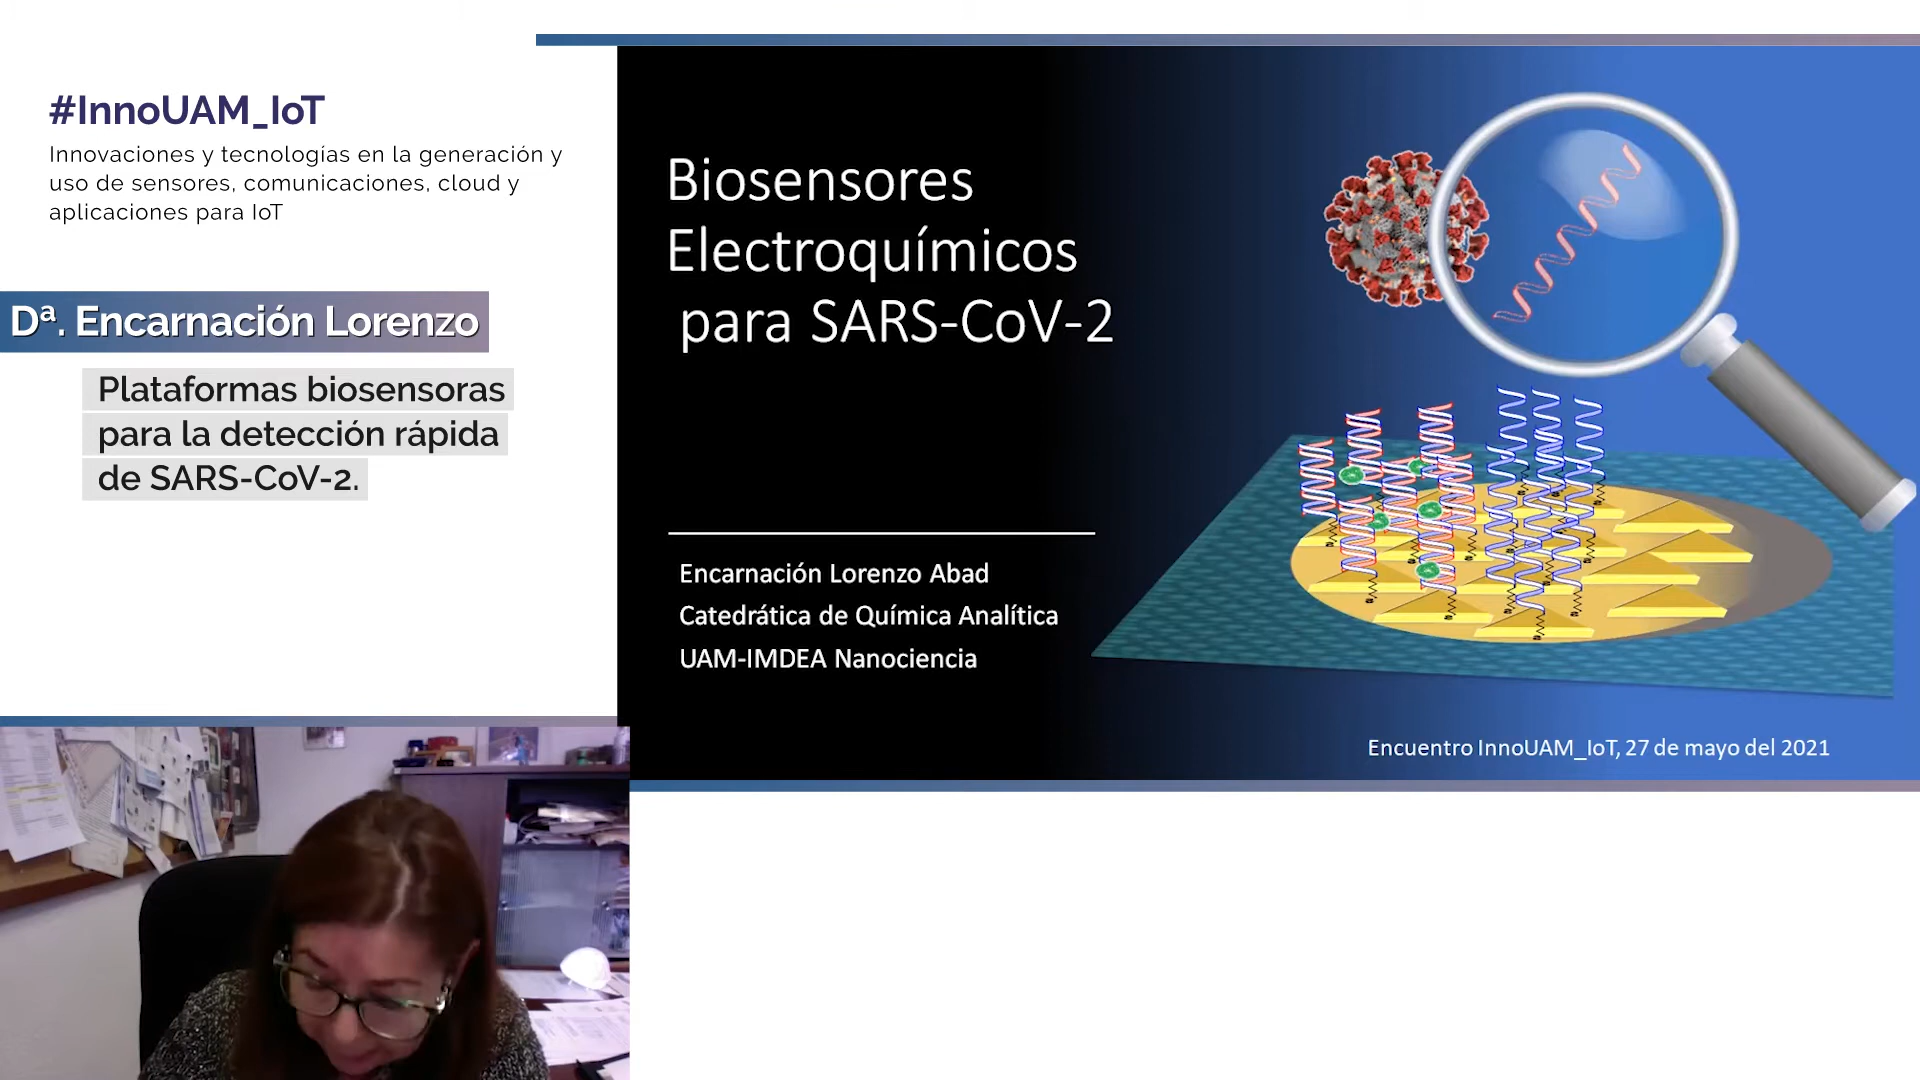 #InnoUAM_IoT
Innovaciones y tecnologías en la generación y
uso de sensores, comunicaciones, cloud y
aplicaciones para IoT
Dª. Encarnación Lorenzo
Plataformas biosensoras
para la detección rápida
de SARS-CoV-2.
Biosensores
Electroquímicos
para SARS-CoV-2
Encarnación Lorenzo Abad
Catedrática de Química Analítica
UAM-IMDEA Nanociencia
Encuentro InnoUAM_IoT, 27 de mayo del 2021